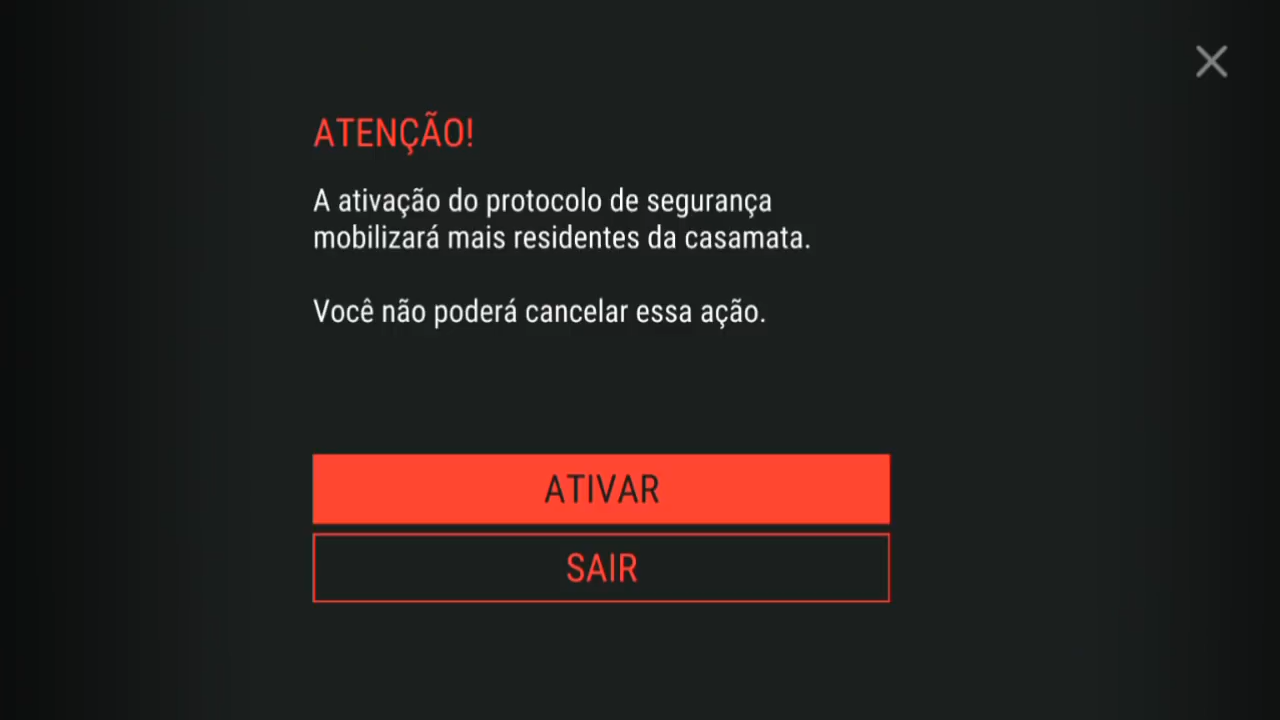 ATENÇÃO!
A ativação do protocolo de segurança
mobilizará mais residentes da casamata.
Você não poderá cancelar essa ação.
ATIVAR
SAIR